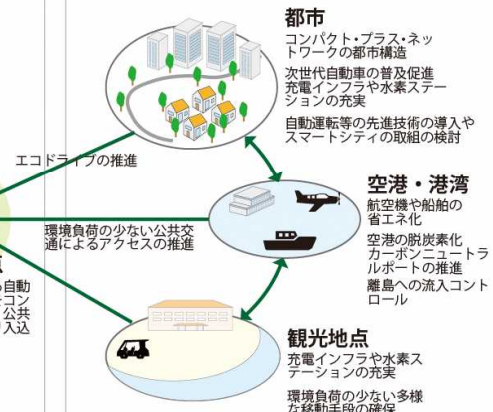 都市
コンパクト・プラス・ネッ
トワークの都市構造
次世代自動車の普及促進
充電インフラや水素ステー
ションの充実
自動運転等の先進技術の導入や
スマートシティの取組の検討
エコドライブの推進
空港・港湾
航空機や船舶の
省エネ化
空港の脱炭素化
カーボンニュートラ
ルポートの推進
離島への流入コント
ロール
環境負荷の少ない公共交
通によるアクセスの推進
自動
コン
公共
入込
観光地点
充電インフラや水素ス
テーションの充実
環境負荷の少ない多様
な移動手段の確保